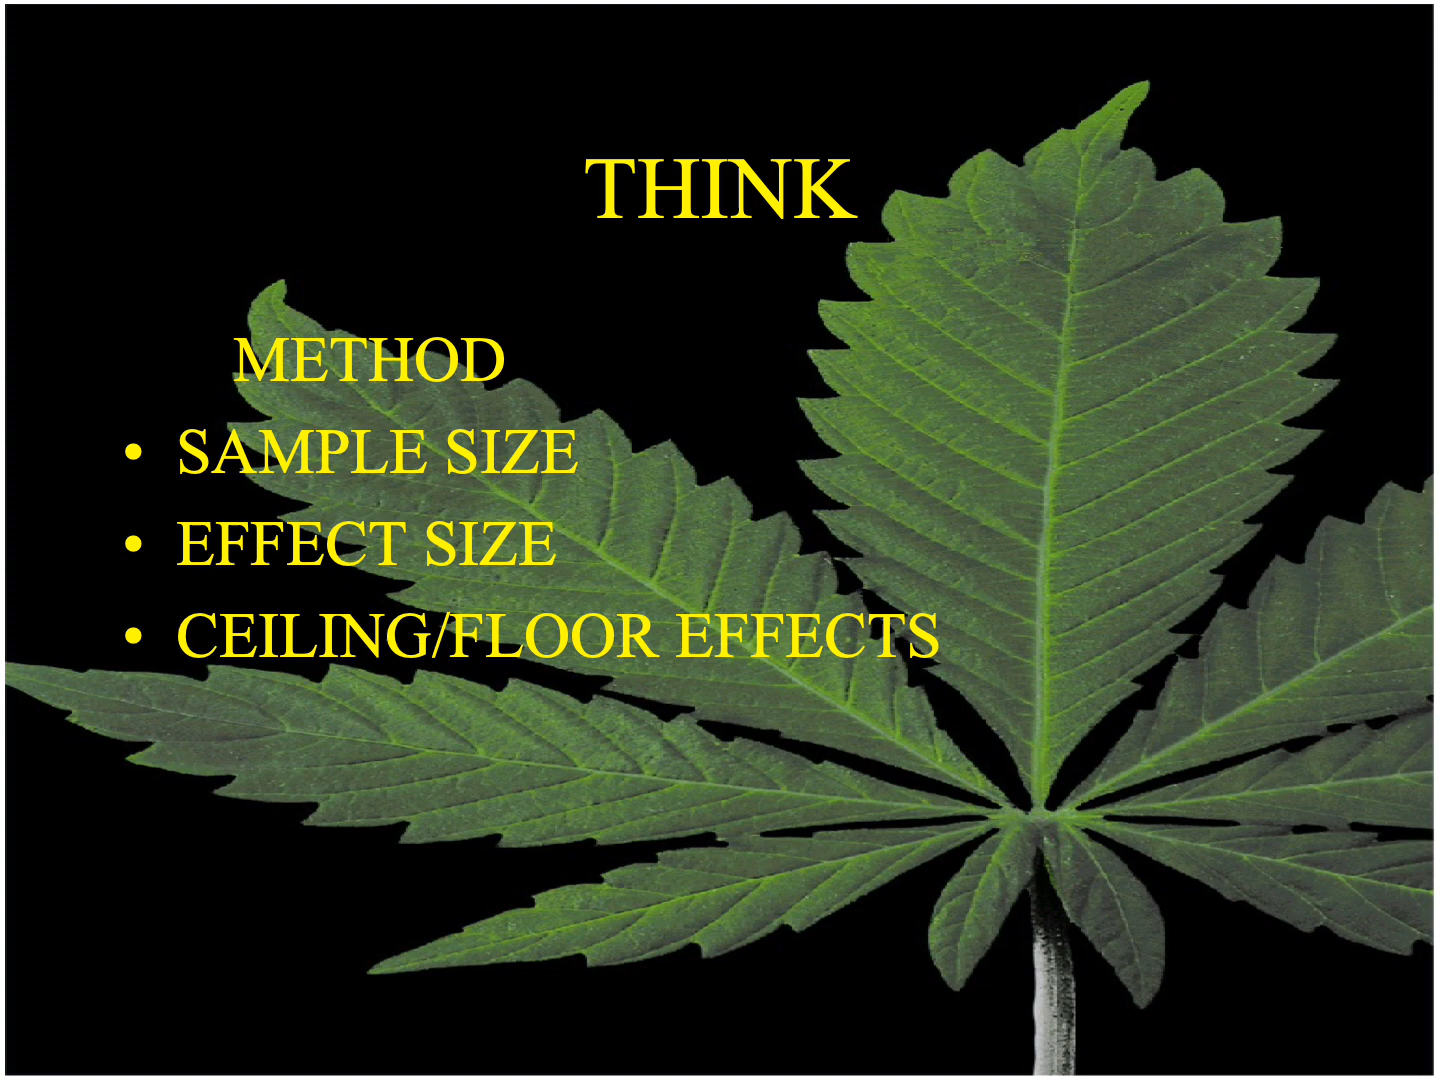 THINK
METHOD
• SAMPLE SIZE
• EFFECT SIZE
• CEILING/FLOOR EFFECTS